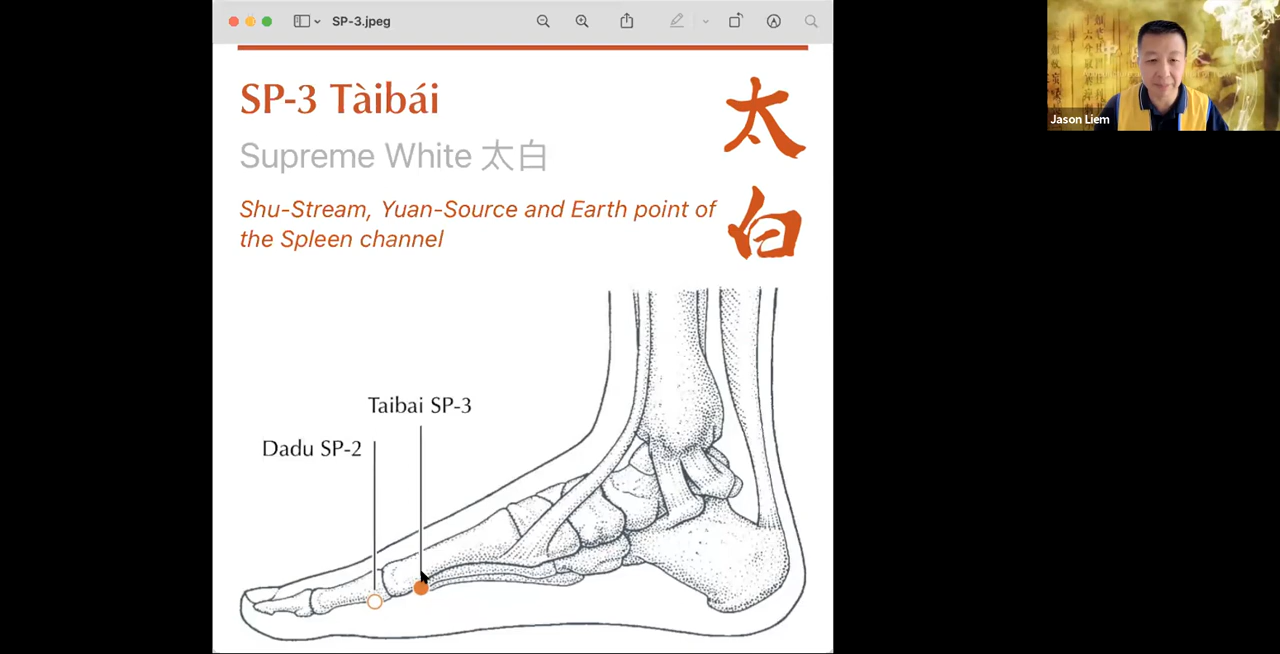 SP-3.jpeg
SP-3 Tàibái
太
白
Supreme White 太白
Shu-Stream, Yuan-Source and Earth point of
the Spleen channel
Taibai SP-3
Dadu SP-2
Jason Liem